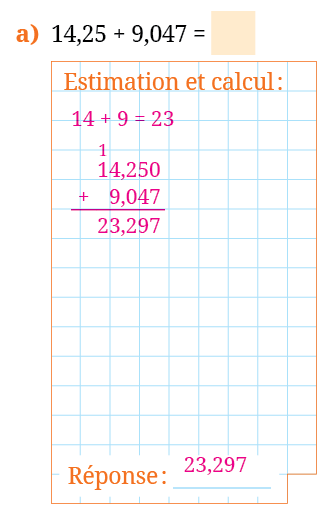 a) 14,25 + 9,047 =
Estimation et calcul :
14 + 9 = 23
1
14,250
+ 9,047
23,297
Réponse : 23,297